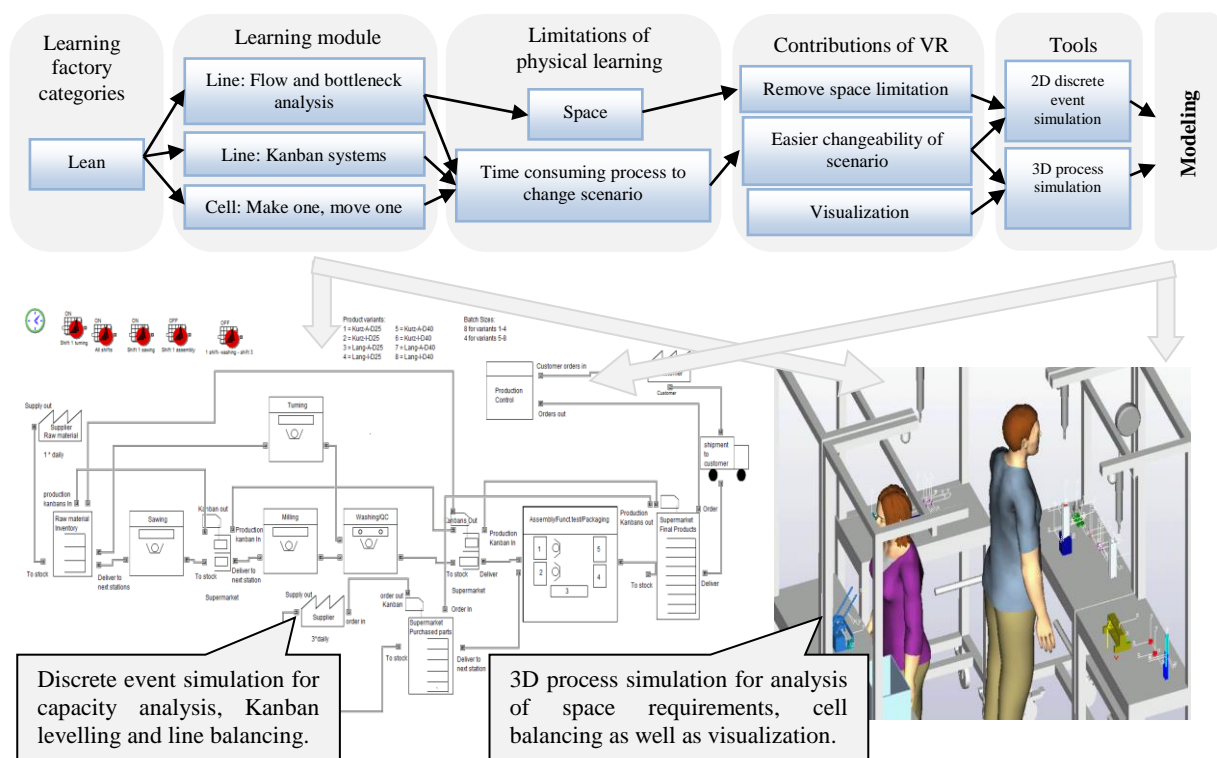 Learning
factory
categories
Lean
Learning module
Line: Flow and bottleneck
analysis
Line: Kanban systems
Cell: Make one, move one
Limitations of
physical learning
Space
Time consuming process to
change scenario
Contributions of VR
Remove space limitation
Easier changeability of
scenario
Visualization
Tools
2D discrete
event
simulation
3D process
simulation
Modeling
ON
Shift 1 turning
ON
All shifts
ON
Shift 1 sawing
OFF
Shift 1 assembly
OFF
1 shift- washing - shift 3
Product variants:
1 = Kurz-A-D25 5 = Kurz-A-D40
2 = Kurz-I-D25 6 = Kurz-I-D40
3 = Lang-A-D25 7 = Lang-A-D40
4 = Lang-I-D25 8 = Lang-I-D40
Batch Sizes:
8 for variants 1-4
4 for variants 5-8
Customer orders in
Production
Control
Orders out
Customer
shipment
to
customer
Supply out
Supplier
Raw material
1 * daily
Turning
production
kanbans In
Raw material
Inventory
To stock
Deliver to
next stations
Sawing
Kanban out
To stock
Supermarket
Production
kanban In
Deliver to
next station
Milling
Washing/QC
Kanbans Out
To stock
Supermarket
Production
Kanban In
Deliver
Assembly/Funct.test/Packaging
1
2
3
4
5
Production
Kanbans out
To stock
Order
Supermarket
Final Products
Deliver
Supply out
Supplier
order in
3*daily
order out
Kanban
Order In
Supermarket
Purchased parts
To stock
Deliver to
next station
Discrete event simulation for
capacity analysis, Kanban
levelling and line balancing.
3D process simulation for analysis
of space requirements, cell
balancing as well as visualization.